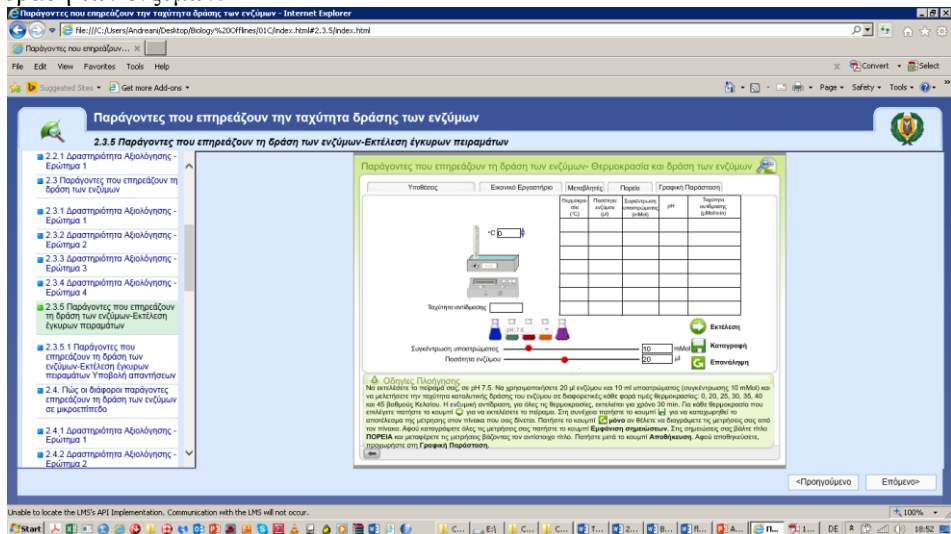 Παράγοντες που επηρεάζουν την ταχύτητα δράσης των ενζύμων - Internet Explorer
file:///C:/Users/Andreani/Desktop/Biology%20Offlines/01C/index.html#2.3.5/index.html
Παράγοντες που επηρεάζουν...
File Edit View Favorites Tools Help
Convert Select
Suggested Sites Get more Add-ons
Page Safety Tools
Παράγοντες που επηρεάζουν την ταχύτητα δράσης των ενζύμων
2.3.5 Παράγοντες που επηρεάζουν τη δράση των ενζύμων-Εκτέλεση έγκυρων πειραμάτων
2.2.1 Δραστηριότητα Αξιολόγησης -
Ερώτημα 1
2.3 Παράγοντες που επηρεάζουν τη
δράση των ενζύμων
2.3.1 Δραστηριότητα Αξιολόγησης -
Ερώτημα 1
2.3.2 Δραστηριότητα Αξιολόγησης -
Ερώτημα 2
2.3.3 Δραστηριότητα Αξιολόγησης -
Ερώτημα 3
2.3.4 Δραστηριότητα Αξιολόγησης -
Ερώτημα 4
2.3.5 Παράγοντες που επηρεάζουν
τη δράση των ενζύμων-Εκτέλεση
έγκυρων πειραμάτων
2.3.5.1 Παράγοντες που
επηρεάζουν τη δράση των
ενζύμων-Εκτέλεση έγκυρων
πειραμάτων Υποβολή απαντήσεων
2.4. Πώς οι διάφοροι παράγοντες
επηρεάζουν τη δράση των ενζύμων
σε μικροεπίπεδο
2.4.1 Δραστηριότητα Αξιολόγησης -
Ερώτημα 1
2.4.2 Δραστηριότητα Αξιολόγησης -
Ερώτημα 2
Παράγοντες που επηρεάζουν τη δράση των ενζύμων- Θερμοκρασία και δράση των ενζύμων
Υποθέσεις Εικονικό Εργαστήριο Μεταβλητές Πορεία Γραφική Παράσταση
Θερμοκρα-
σία
(°C)
Ποσότητα
ενζύμου
(μl)
Συγκέντρωση
υποστρώματος
(mMol)
pH
Ταχύτητα
αντίδρασης
(μMol/min)
°C 0
Ταχύτητα αντίδρασης
pH:7.5
Συγκέντρωση υποστρώματος 10 mMol
Ποσότητα ενζύμου 20 μl
Εκτέλεση
Καταγραφή
Επανάληψη
Οδηγίες Πλοήγησης
Να εκτελέσετε το πείραμά σας, σε pH 7.5. Να χρησιμοποιήσετε 20 μl ενζύμου και 10 ml υποστρώματος (συγκέντρωσης 10 mMol) και
να μελετήσετε την ταχύτητα καταλυτικής δράσης του ενζύμου σε διαφορετικές κάθε φορά τιμές θερμοκρασίας: 0, 20, 25, 30, 35, 40
και 45 βαθμούς Κελσίου. Η ενζυμική αντίδραση, για όλες τις θερμοκρασίες, εκτελείται για χρόνο 30 min. Για κάθε θερμοκρασία που
επιλέγετε πατήστε το κουμπί για να εκτελέσετε το πείραμα. Στη συνέχεια πατήστε το κουμπί για να καταχωρηθεί το
αποτέλεσμα της μέτρησης στον πίνακα που σας δίνεται. Πατήστε το κουμπί μόνο αν θέλετε να διαγράψετε τις μετρήσεις σας από
τον πίνακα. Αφού καταγράψετε όλες τις μετρήσεις σας πατήστε το κουμπί Εμφάνιση σημειώσεων. Στις σημειώσεις σας βάλτε τίτλο
ΠΟΡΕΙΑ και μεταφέρετε τις μετρήσεις βάζοντας τον αντίστοιχο τίτλο. Πατήστε μετά το κουμπί Αποθήκευση. Αφού αποθηκεύσετε,
προχωρήστε στη Γραφική Παράσταση.
<Προηγούμενο Επόμενο>
Unable to locate the LMS's API Implementation. Communication with the LMS will not occur.
100%
Start C... E:\ C... C... T... 2... B... Π... A... Π... 1... DE 18:52